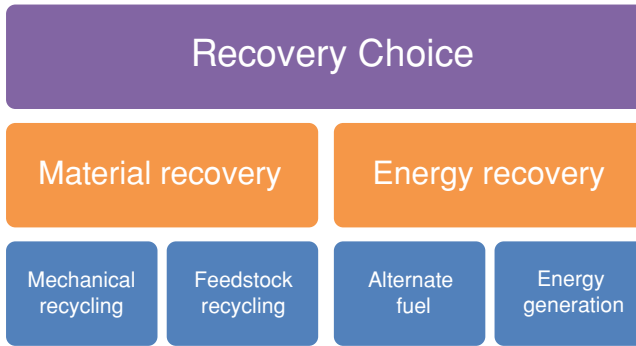 Recovery Choice
Material recovery
Energy recovery
Mechanical
recycling
Feedstock
recycling
Alternate
fuel
Energy
generation